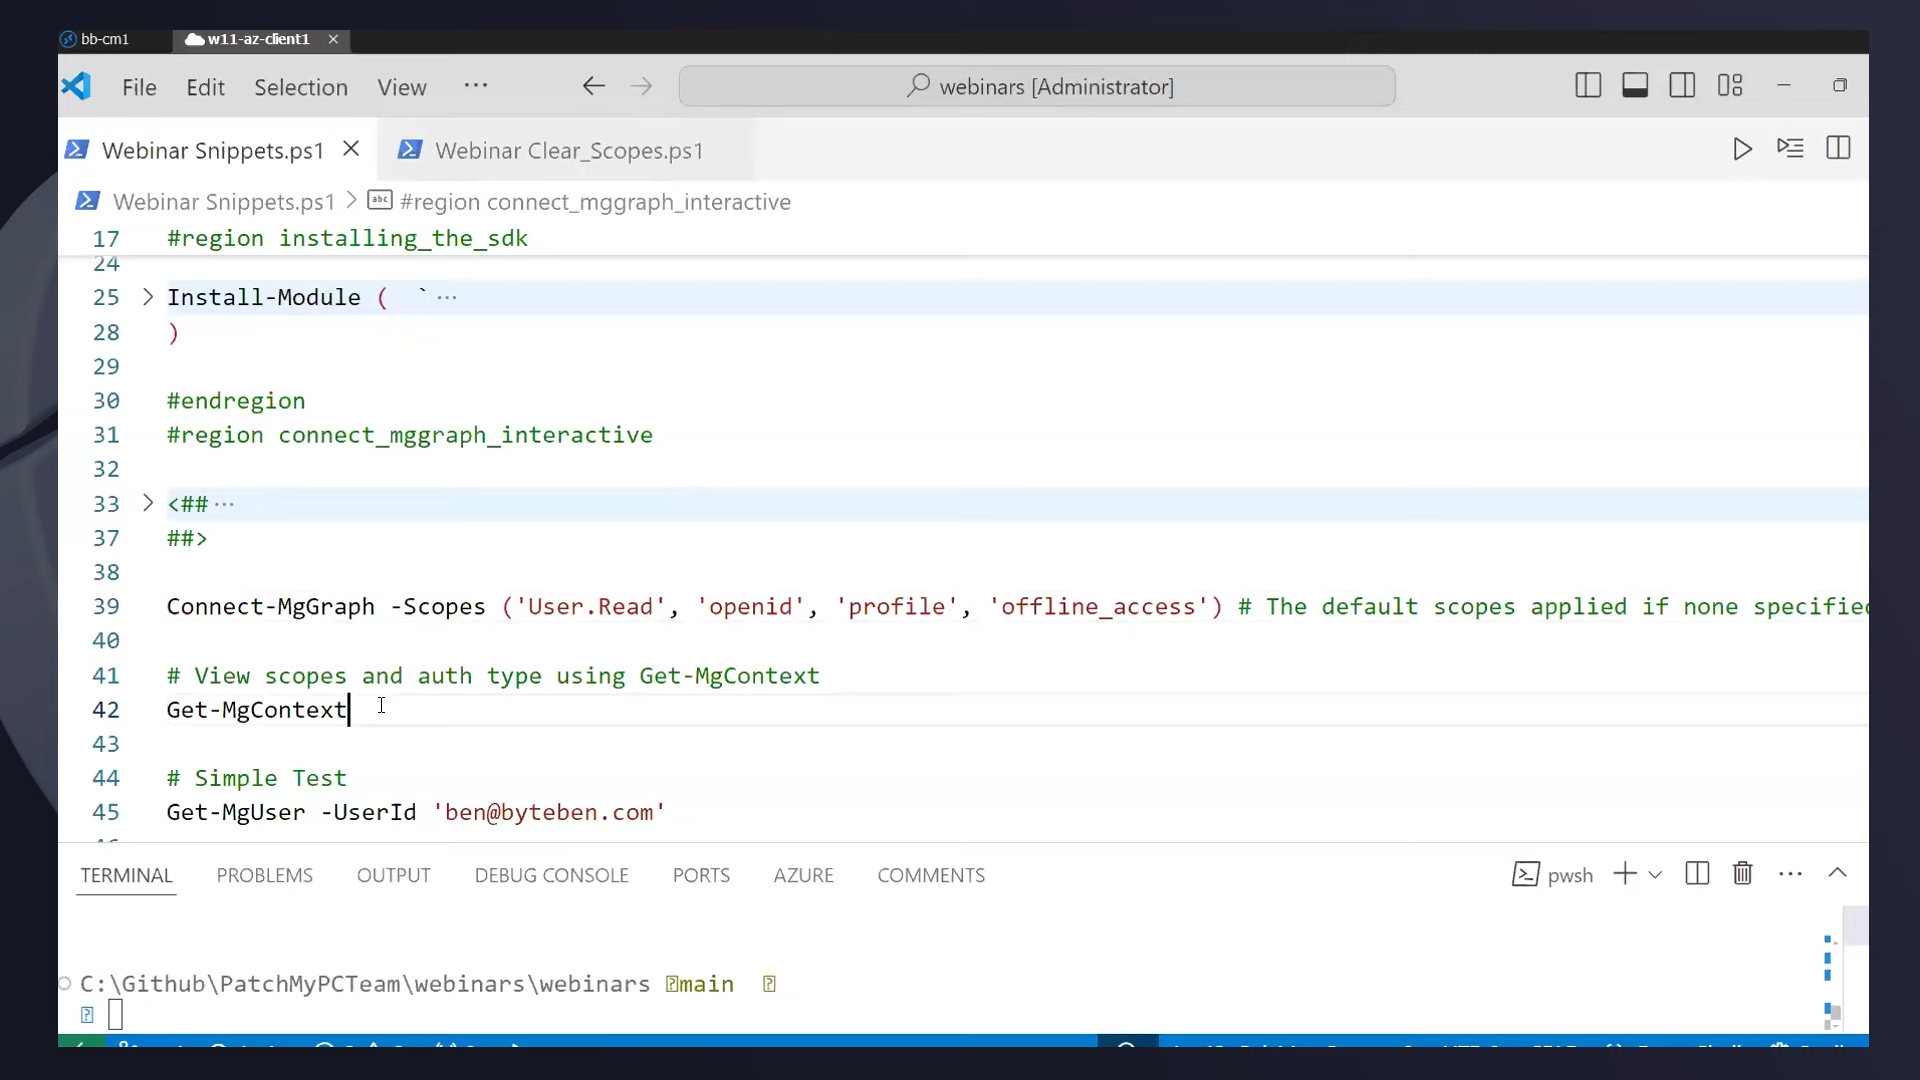 bb-cm1 w11-az-client1
File Edit Selection View ··· webinars [Administrator]
Webinar Snippets.ps1 Webinar Clear_Scopes.ps1
Webinar Snippets.ps1 > #region connect_mggraph_interactive
17 #region installing_the_sdk
24
25 > Install-Module ( ` ···
28 )
29
30 #endregion
31 #region connect_mggraph_interactive
32
33 > <## ···
37 ##>
38
39 Connect-MgGraph -Scopes ('User.Read', 'openid', 'profile', 'offline_access') # The default scopes applied if none specified
40
41 # View scopes and auth type using Get-MgContext
42 Get-MgContext
43
44 # Simple Test
45 Get-MgUser -UserId 'ben@byteben.com'
TERMINAL PROBLEMS OUTPUT DEBUG CONSOLE PORTS AZURE COMMENTS pwsh
C:\Github\PatchMyPCTeam\webinars\webinars main